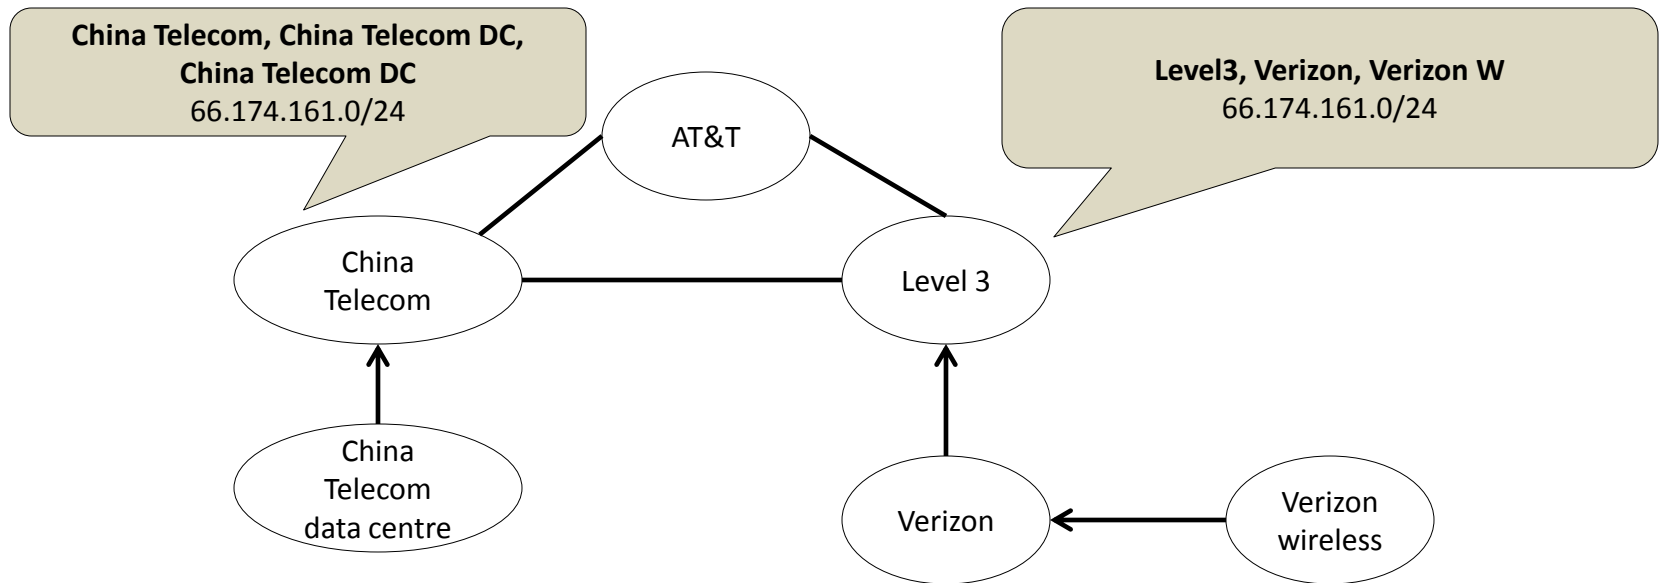 China Telecom, China Telecom DC,
China Telecom DC
66.174.161.0/24
Level3, Verizon, Verizon W
66.174.161.0/24
AT&T
China
Telecom
Level 3
China
Telecom
data centre
Verizon
Verizon
wireless